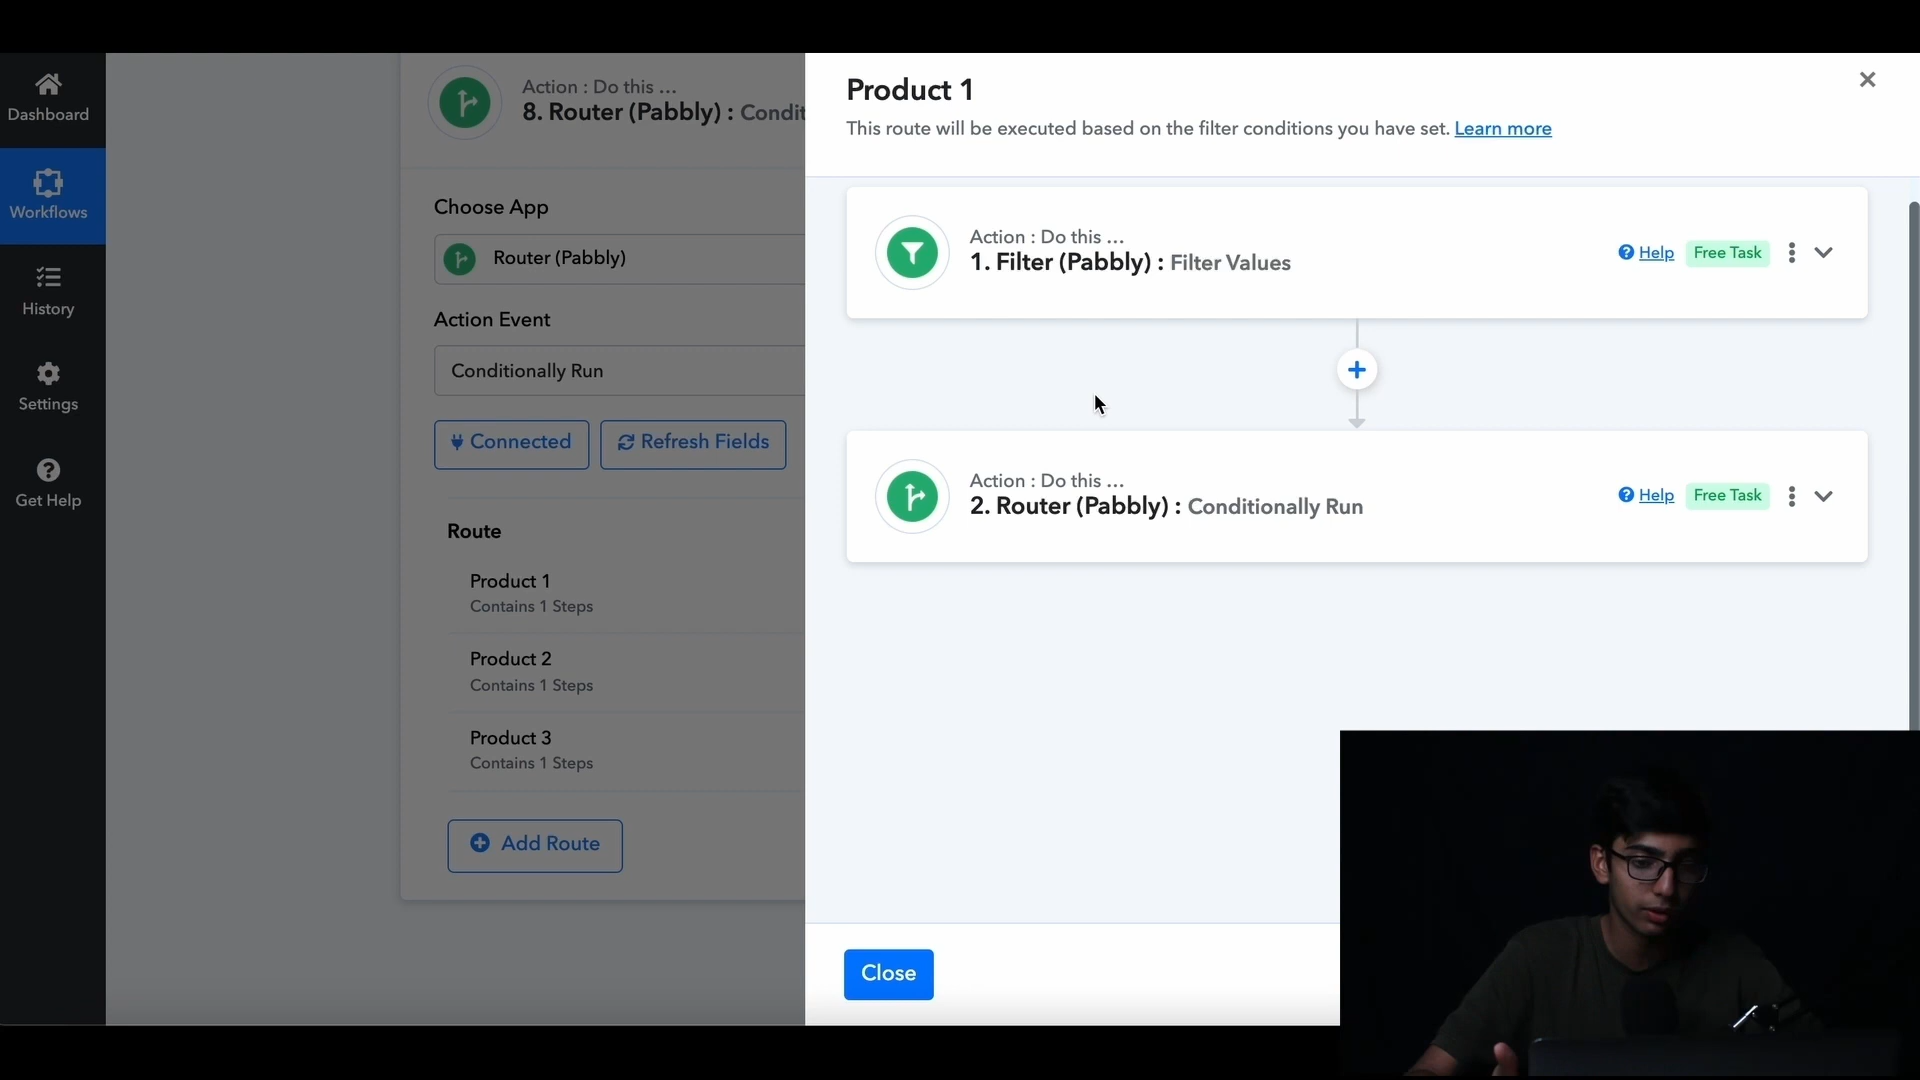 Dashboard
Workflows
History
Settings
Get Help
Action : Do this ...
8. Router (Pabbly) : Condit
Choose App
Router (Pabbly)
Action Event
Conditionally Run
Connected
Refresh Fields
Route
Product 1
Contains 1 Steps
Product 2
Contains 1 Steps
Product 3
Contains 1 Steps
Add Route
Product 1
This route will be executed based on the filter conditions you have set. Learn more
Action : Do this ...
1. Filter (Pabbly) : Filter Values
Help
Free Task
Action : Do this ...
2. Router (Pabbly) : Conditionally Run
Help
Free Task
Close